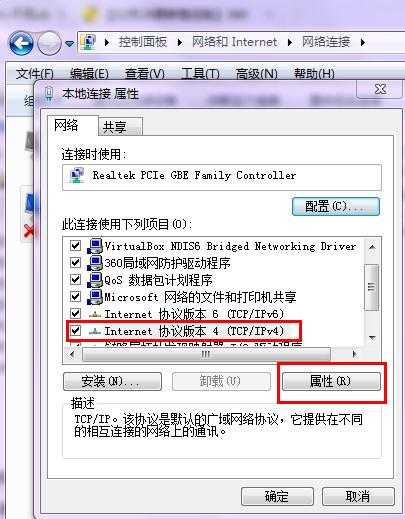 控制面板 ▸ 网络和 Internet ▸ 网络连接 ▸
文件(F) 编辑(E) 查看(V) 工具(T) 高级(N) 帮助(H)
组
本地连接 属性
网络 共享
连接时使用:
Realtek PCIe GBE Family Controller
配置(C)...
此连接使用下列项目(O):
VirtualBox NDIS6 Bridged Networking Driver
360局域网防护驱动程序
QoS 数据包计划程序
Microsoft 网络的文件和打印机共享
Internet 协议版本 6 (TCP/IPv6)
Internet 协议版本 4 (TCP/IPv4)
安装(N)... 卸载(U) 属性(R)
描述
TCP/IP。该协议是默认的广域网络协议，它提供在不同
的相互连接的网络上的通讯。
确定 取消